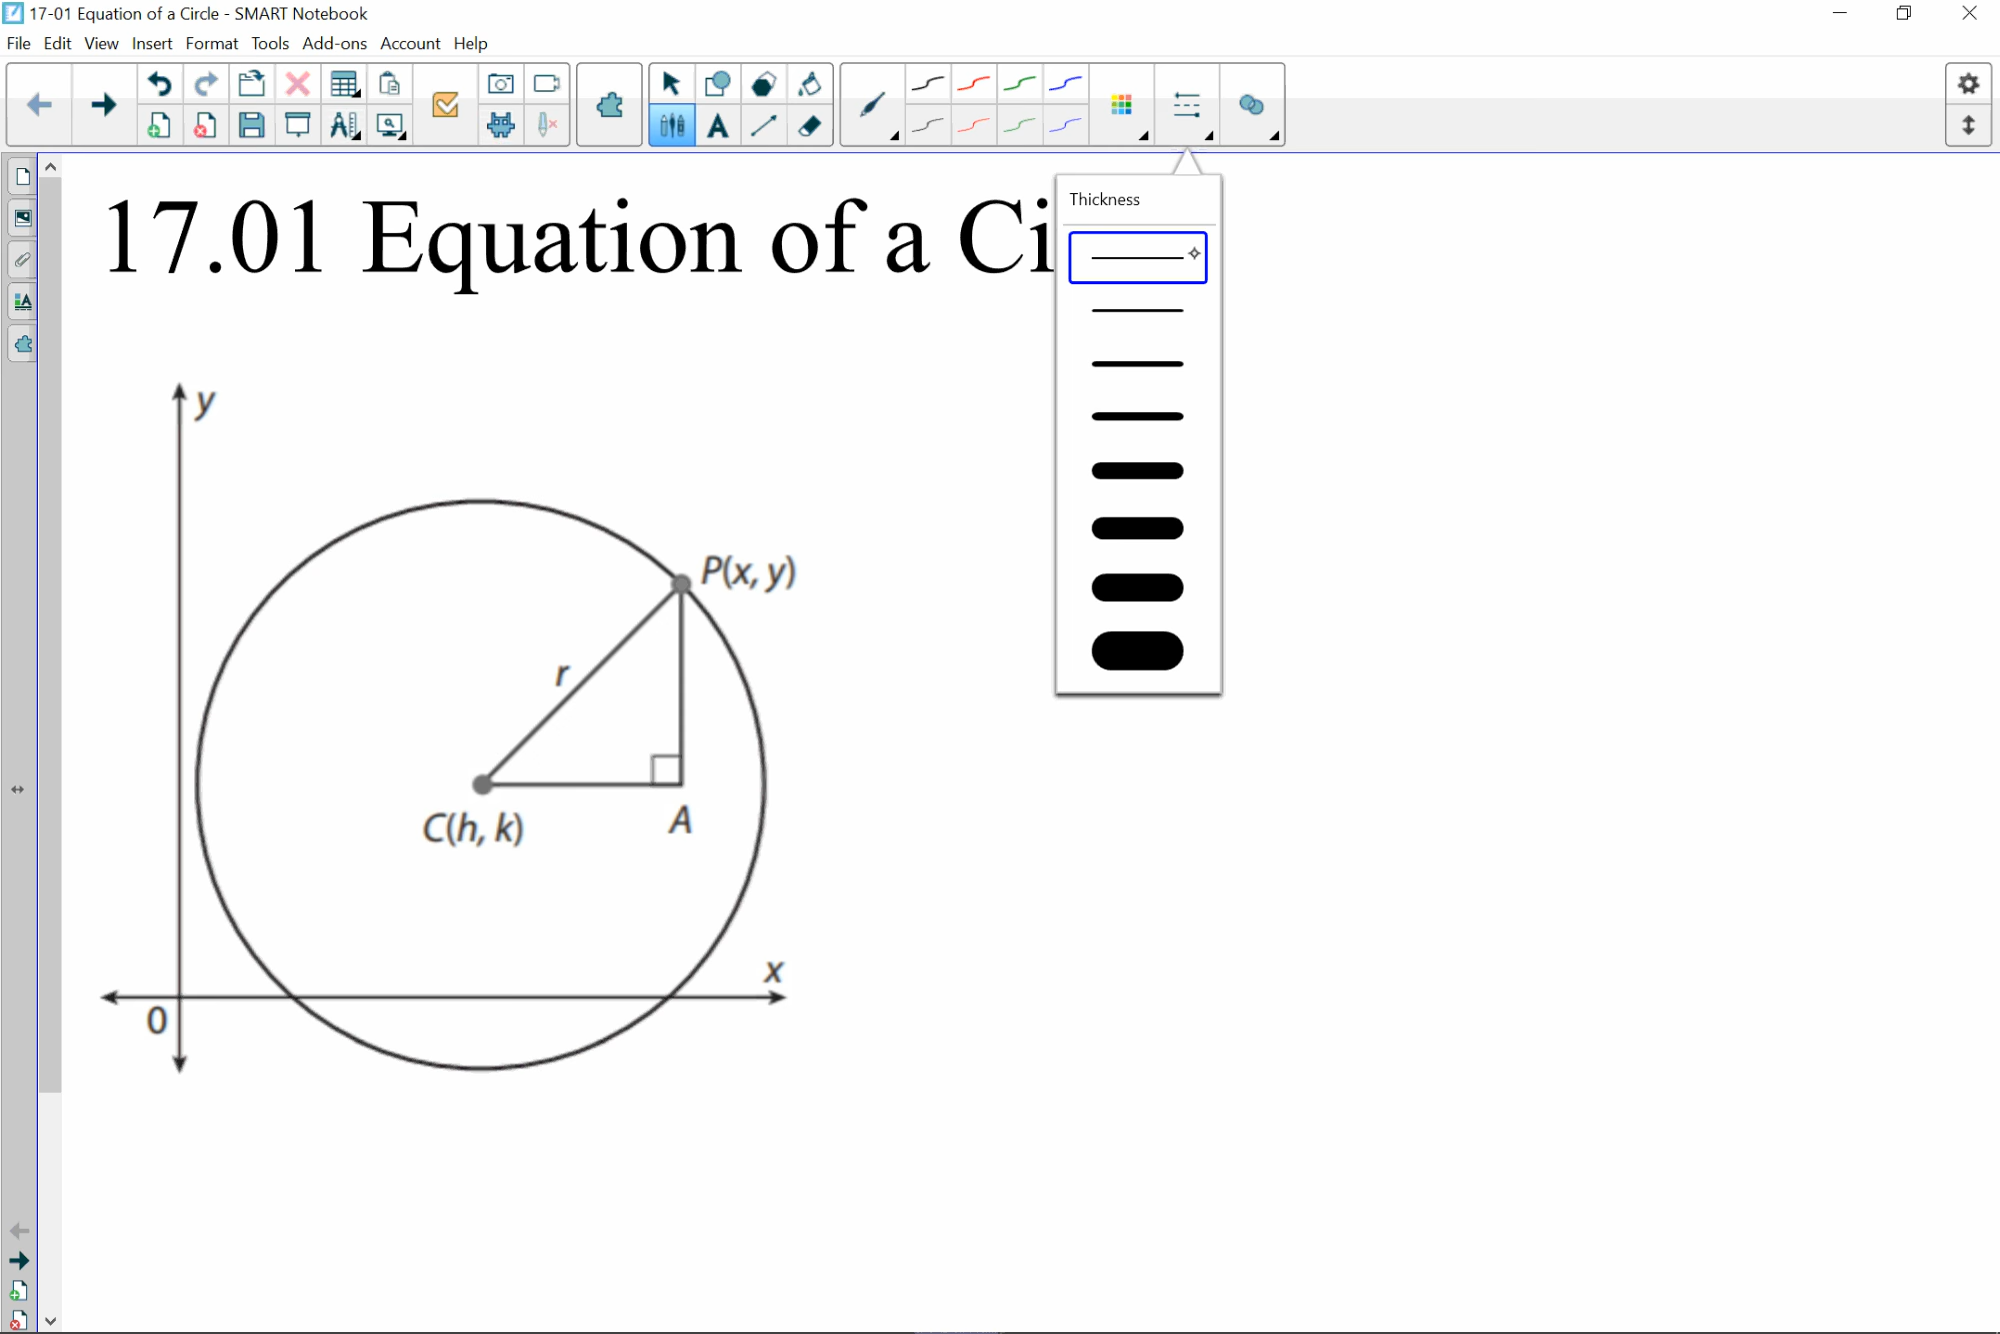 17-01 Equation of a Circle - SMART Notebook
File Edit View Insert Format Tools Add-ons Account Help
Thickness
17.01 Equation of a Ci
y
P(x, y)
r
C(h, k)
A
x
0